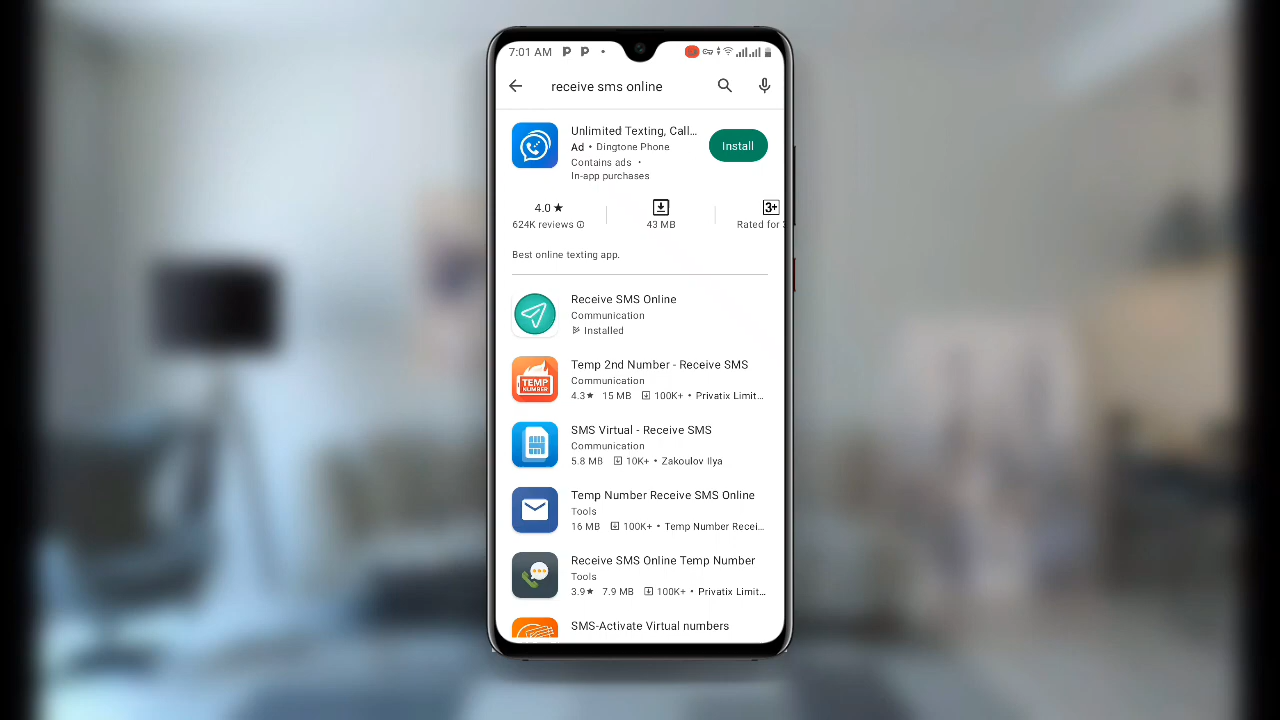 7:01 AM P P •
receive sms online
Unlimited Texting, Call...
Ad • Dingtone Phone
Install
Contains ads •
In-app purchases
4.0 ★
3+
624K reviews
43 MB
Rated for
Best online texting app.
Receive SMS Online
Communication
Installed
TEMP
NUMBER
Temp 2nd Number - Receive SMS
Communication
4.3★ 15 MB 100K+ • Privatix Limit...
SMS Virtual - Receive SMS
Communication
5.8 MB 10K+ • Zakoulov Ilya
Temp Number Receive SMS Online
Tools
16 MB 100K+ • Temp Number Recei...
Receive SMS Online Temp Number
Tools
3.9★ 7.9 MB 100K+ • Privatix Limit...
SMS-Activate Virtual numbers